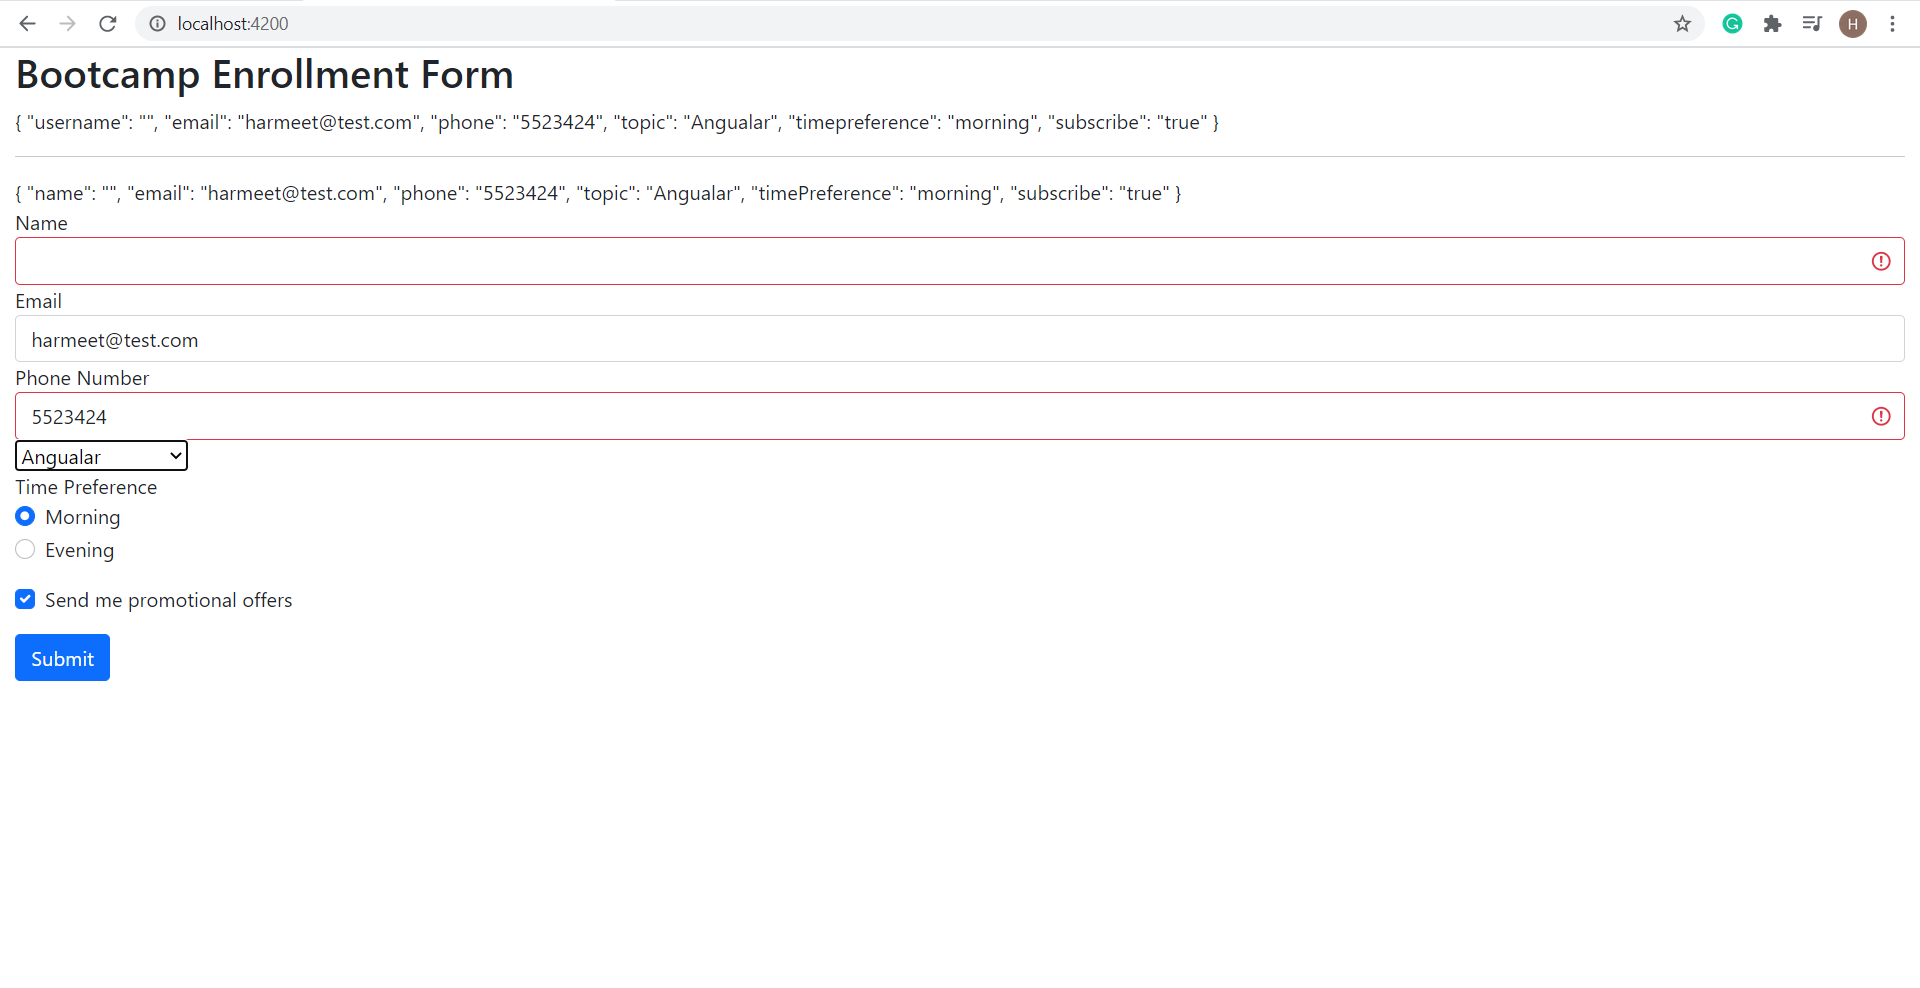 localhost:4200
H
Bootcamp Enrollment Form
{ "username": "", "email": "harmeet@test.com", "phone": "5523424", "topic": "Angualar", "timepreference": "morning", "subscribe": "true" }
{ "name": "", "email": "harmeet@test.com", "phone": "5523424", "topic": "Angualar", "timePreference": "morning", "subscribe": "true" }
Name
Email
harmeet@test.com
Phone Number
5523424
Angualar
Time Preference
Morning
Evening
Send me promotional offers
Submit